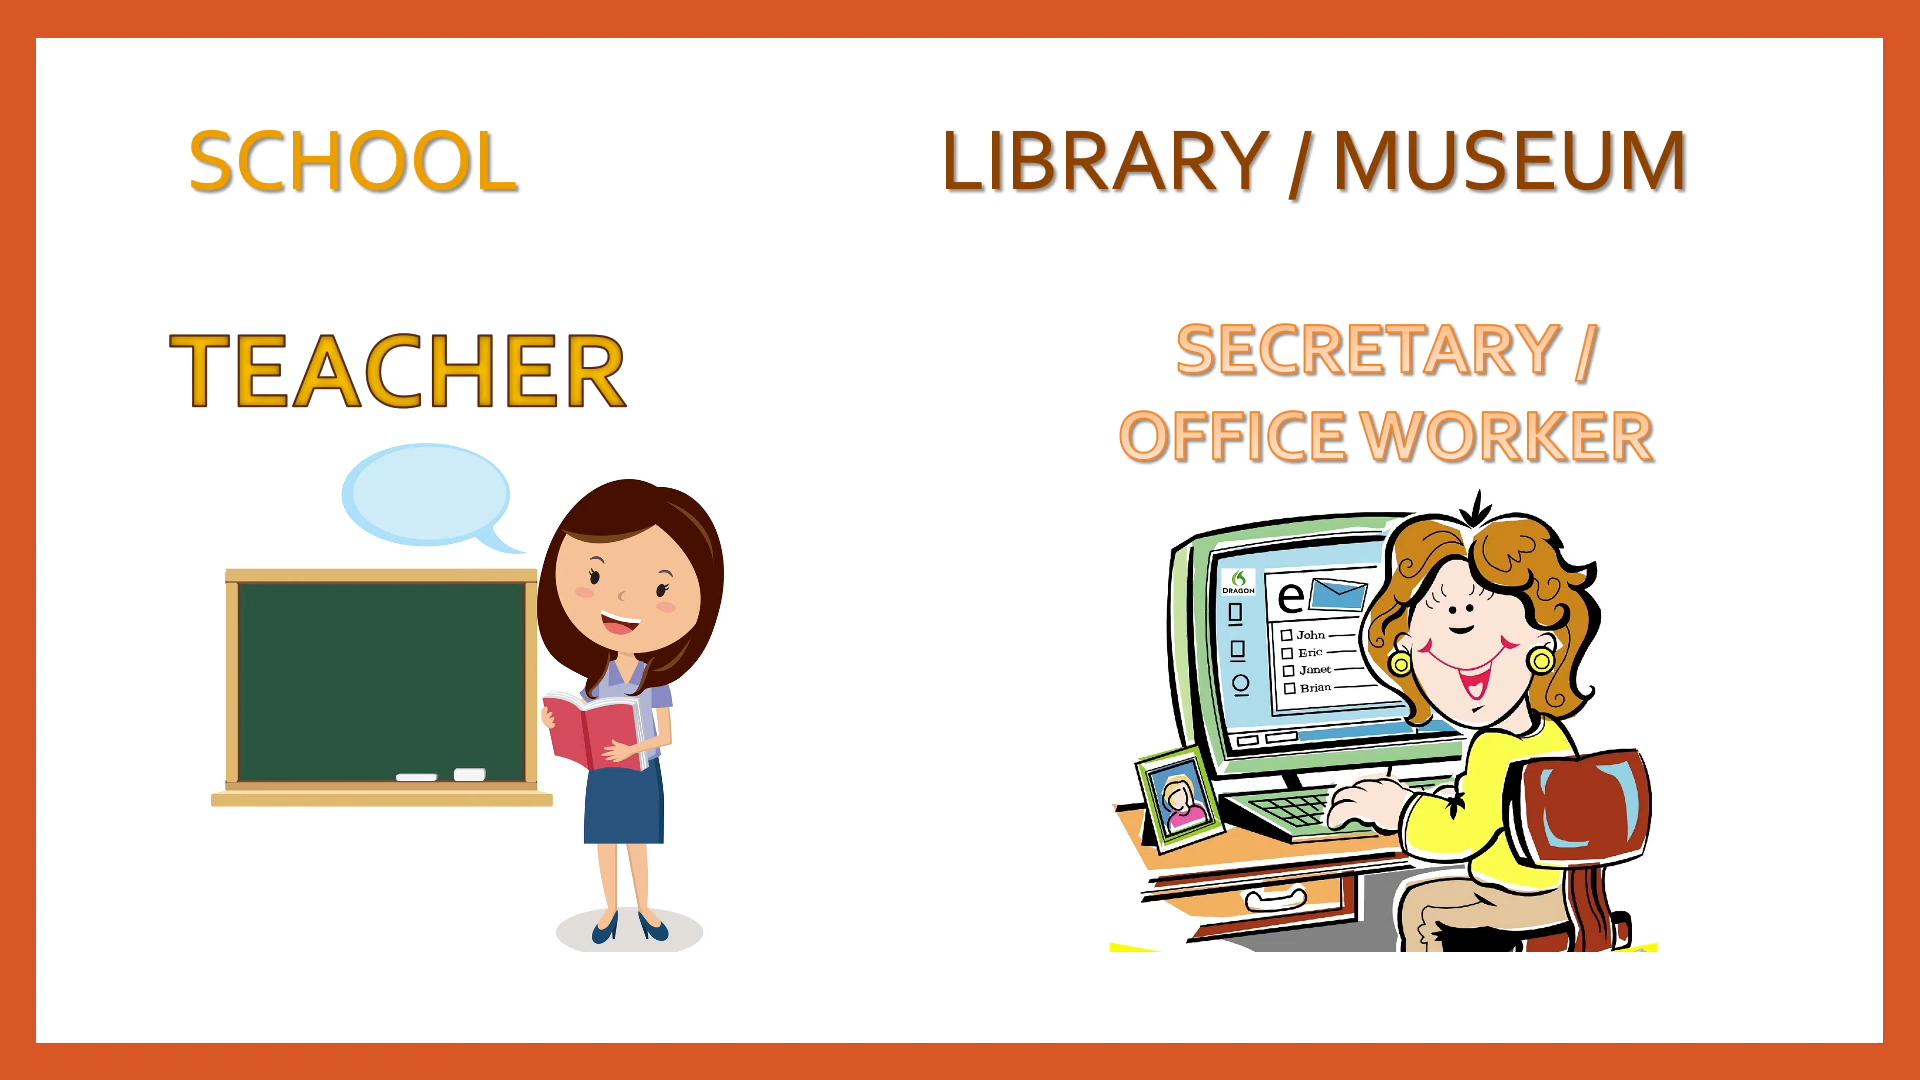 SCHOOL
LIBRARY / MUSEUM
TEACHER
SECRETARY /
OFFICE WORKER
DRAGON
e
John
Eric
Janet
Brian